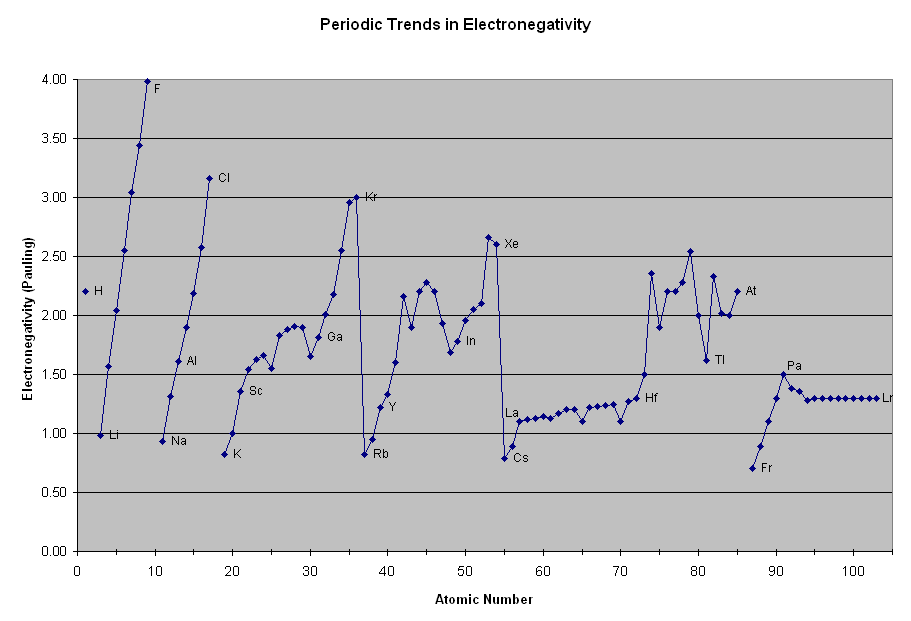 Periodic Trends in Electronegativity
4.00
F
3.50
Cl
3.00
Kr
2.50
Xe
H
At
2.00
Ga
In
Al
Tl
1.50
Pa
Sc
Y
Hf
Lr
La
1.00
Li
Na
K
Rb
Cs
Fr
0.50
0.00
0 10 20 30 40 50 60 70 80 90 100
Electronegativity (Pauling)
Atomic Number